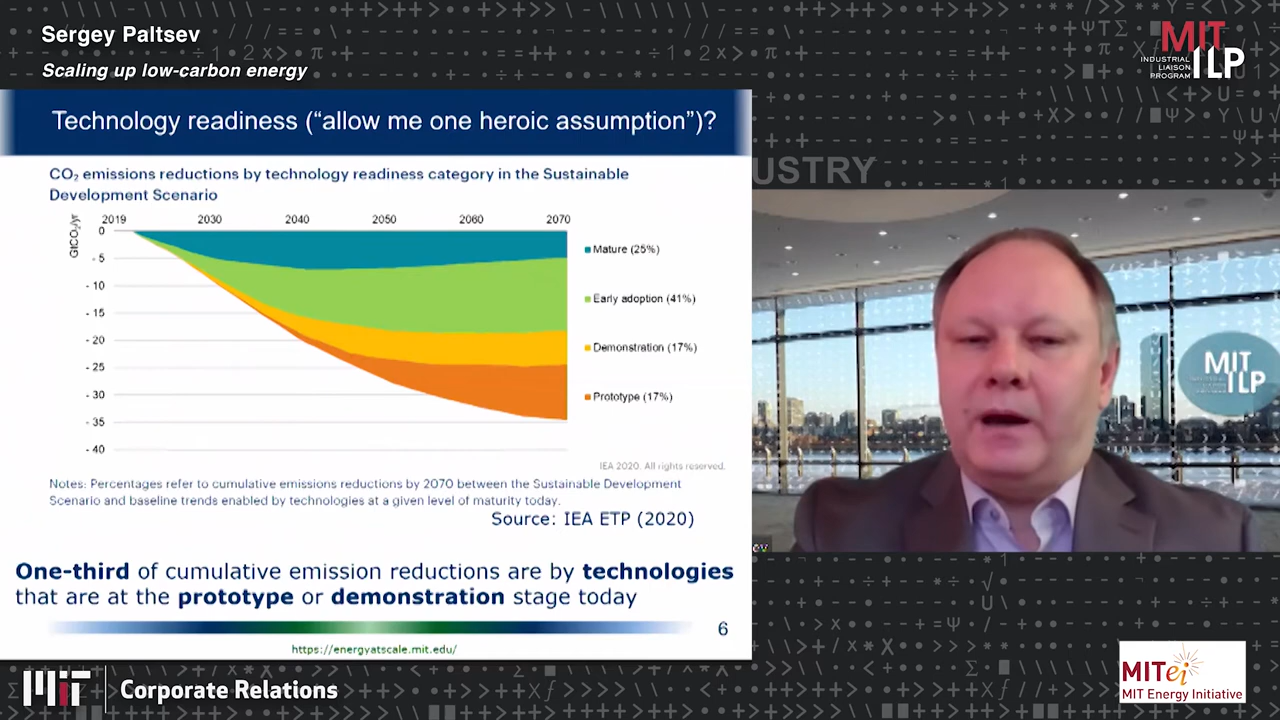 Sergey Paltsev
Scaling up low-carbon energy
MIT
INDUSTRIAL
LIAISON
PROGRAM
ILP
Technology readiness (“allow me one heroic assumption”)?
CO₂ emissions reductions by technology readiness category in the Sustainable
Development Scenario
GtCO₂/yr
2019 2030 2040 2050 2060 2070
0
- 5
- 10
- 15
- 20
- 25
- 30
- 35
- 40
Mature (25%)
Early adoption (41%)
Demonstration (17%)
Prototype (17%)
IEA 2020. All rights reserved.
Notes: Percentages refer to cumulative emissions reductions by 2070 between the Sustainable Development
Scenario and baseline trends enabled by technologies at a given level of maturity today.
Source: IEA ETP (2020)
One-third of cumulative emission reductions are by technologies
that are at the prototype or demonstration stage today
6
https://energyatscale.mit.edu/
USTRY
MIT
ILP
ev
MIT Corporate Relations
MITei
MIT Energy Initiative